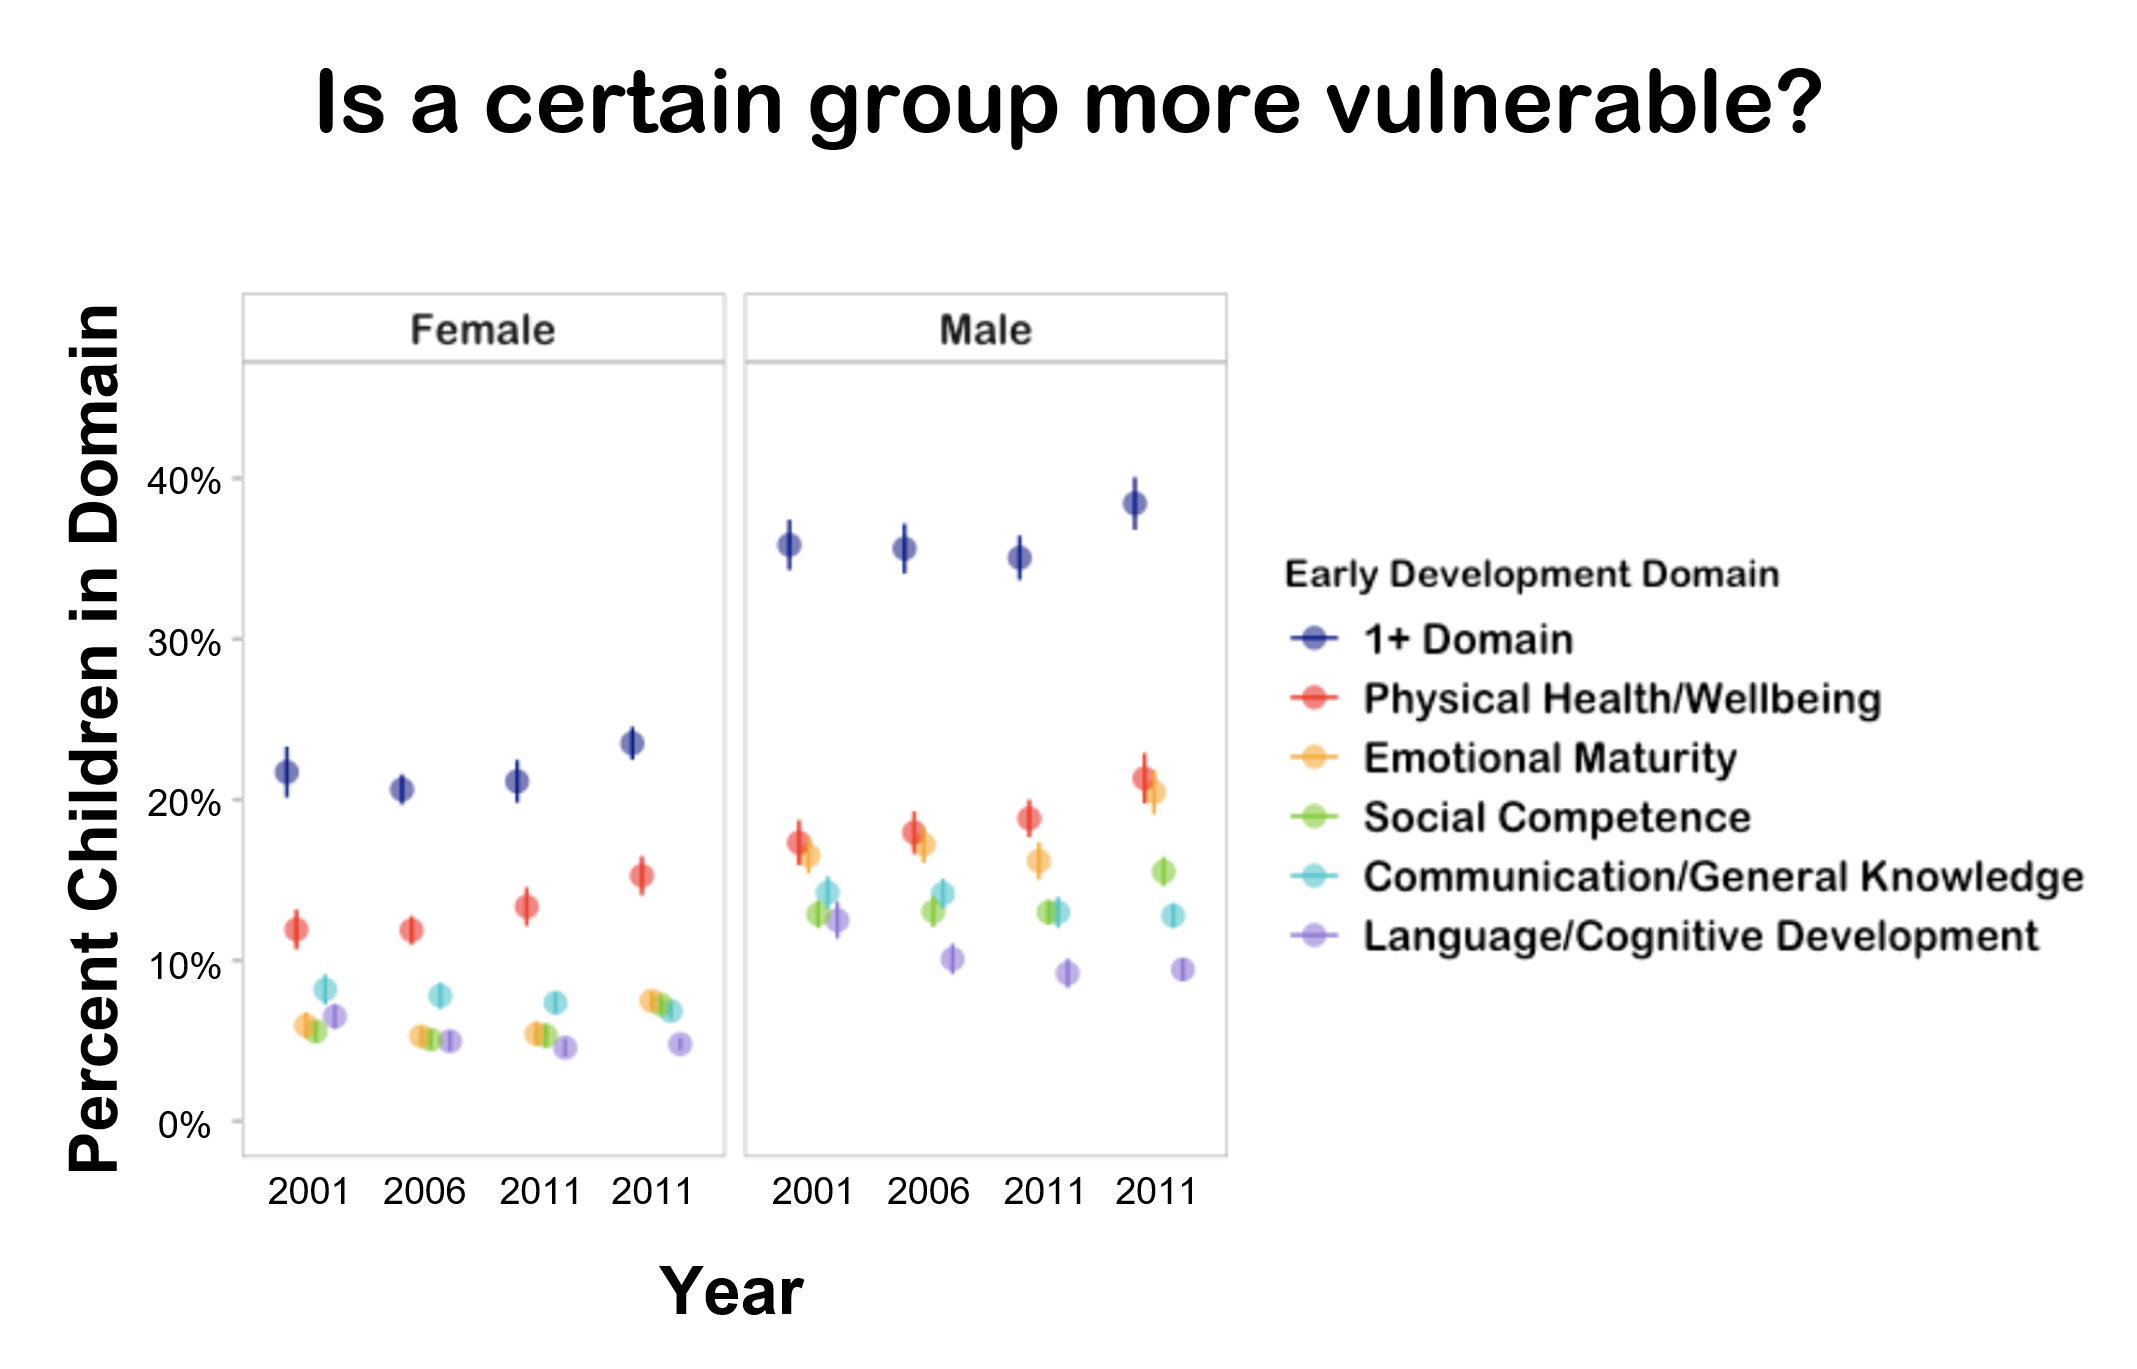 Is a certain group more vulnerable?
Percent Children in Domain
Female
Male
40%
30%
20%
10%
0%
2001 2006 2011 2011
2001 2006 2011 2011
Year
Early Development Domain
1+ Domain
Physical Health/Wellbeing
Emotional Maturity
Social Competence
Communication/General Knowledge
Language/Cognitive Development